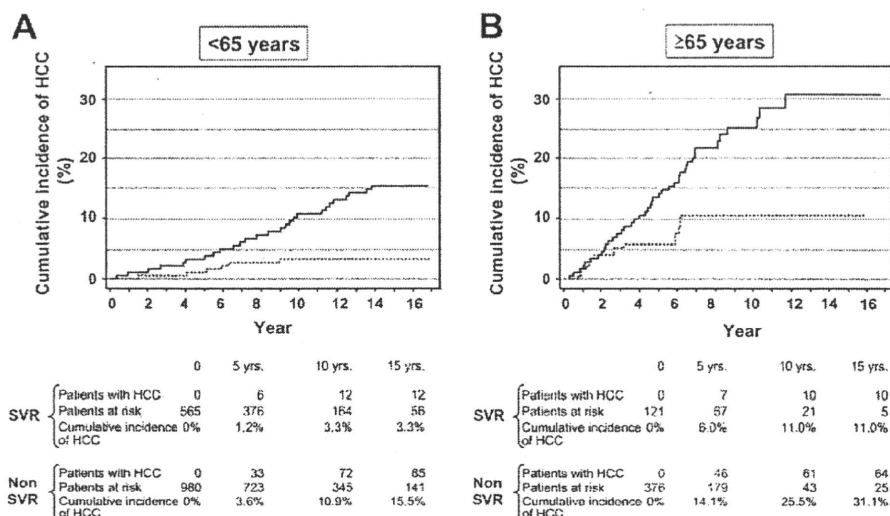 A
<65 years
Cumulative incidence of HCC
(%)
30
20
10
0
0 2 4 6 8 10 12 14 16
Year
0 5 yrs. 10 yrs. 15 yrs.
SVR
Patients with HCC 0 6 12 12
Patients at risk 565 376 164 56
Cumulative incidence 0% 1.2% 3.3% 3.3%
of HCC
Non
SVR
Patients with HCC 0 33 72 85
Patients at risk 980 723 345 141
Cumulative incidence 0% 3.6% 10.9% 15.5%
of HCC
B
≥65 years
Cumulative incidence of HCC
(%)
30
20
10
0
0 2 4 6 8 10 12 14 16
Year
0 5 yrs. 10 yrs. 15 yrs.
SVR
Patients with HCC 0 7 10 10
Patients at risk 121 67 21 5
Cumulative incidence 0% 6.0% 11.0% 11.0%
of HCC
Non
SVR
Patients with HCC 0 46 61 64
Patients at risk 376 179 43 25
Cumulative incidence 0% 14.1% 25.5% 31.1%
of HCC